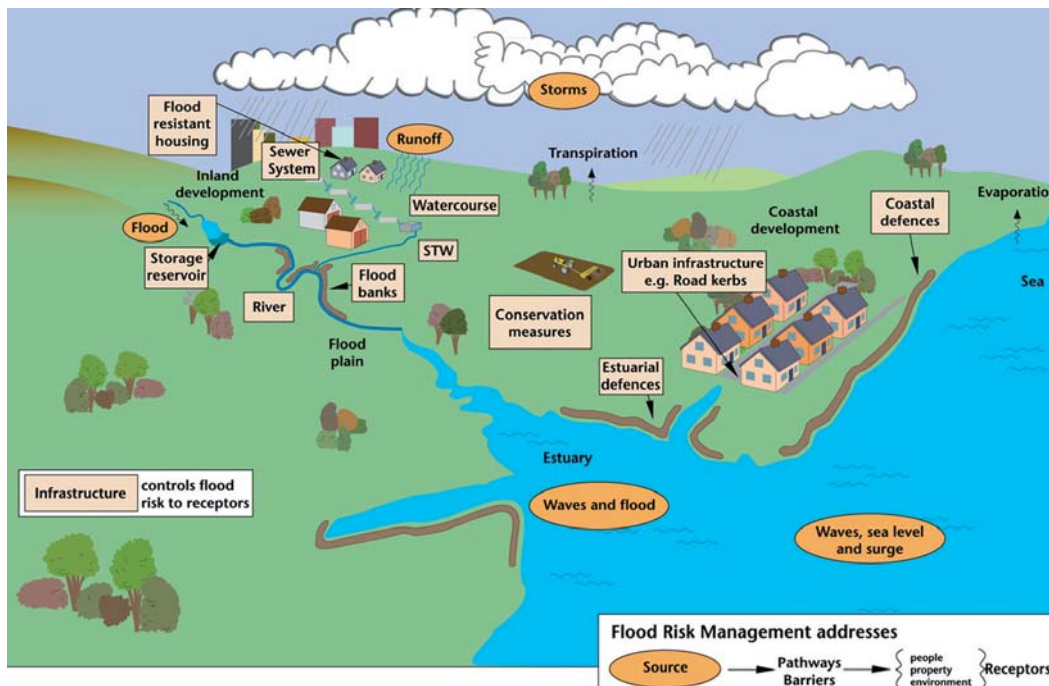 Storms
Flood
resistant
housing
Runoff
Sewer
System
Transpiration
Inland
development
Watercourse
Evaporation
Coastal
defences
Coastal
development
Flood
STW
Storage
reservoir
Urban infrastructure
e.g. Road kerbs
Sea
Flood
banks
River
Conservation
measures
Flood
plain
Estuarial
defences
Estuary
Infrastructure
controls flood
risk to receptors
Waves and flood
Waves, sea level
and surge
Flood Risk Management addresses
Source
Pathways
Barriers
people
property
environment
Receptors